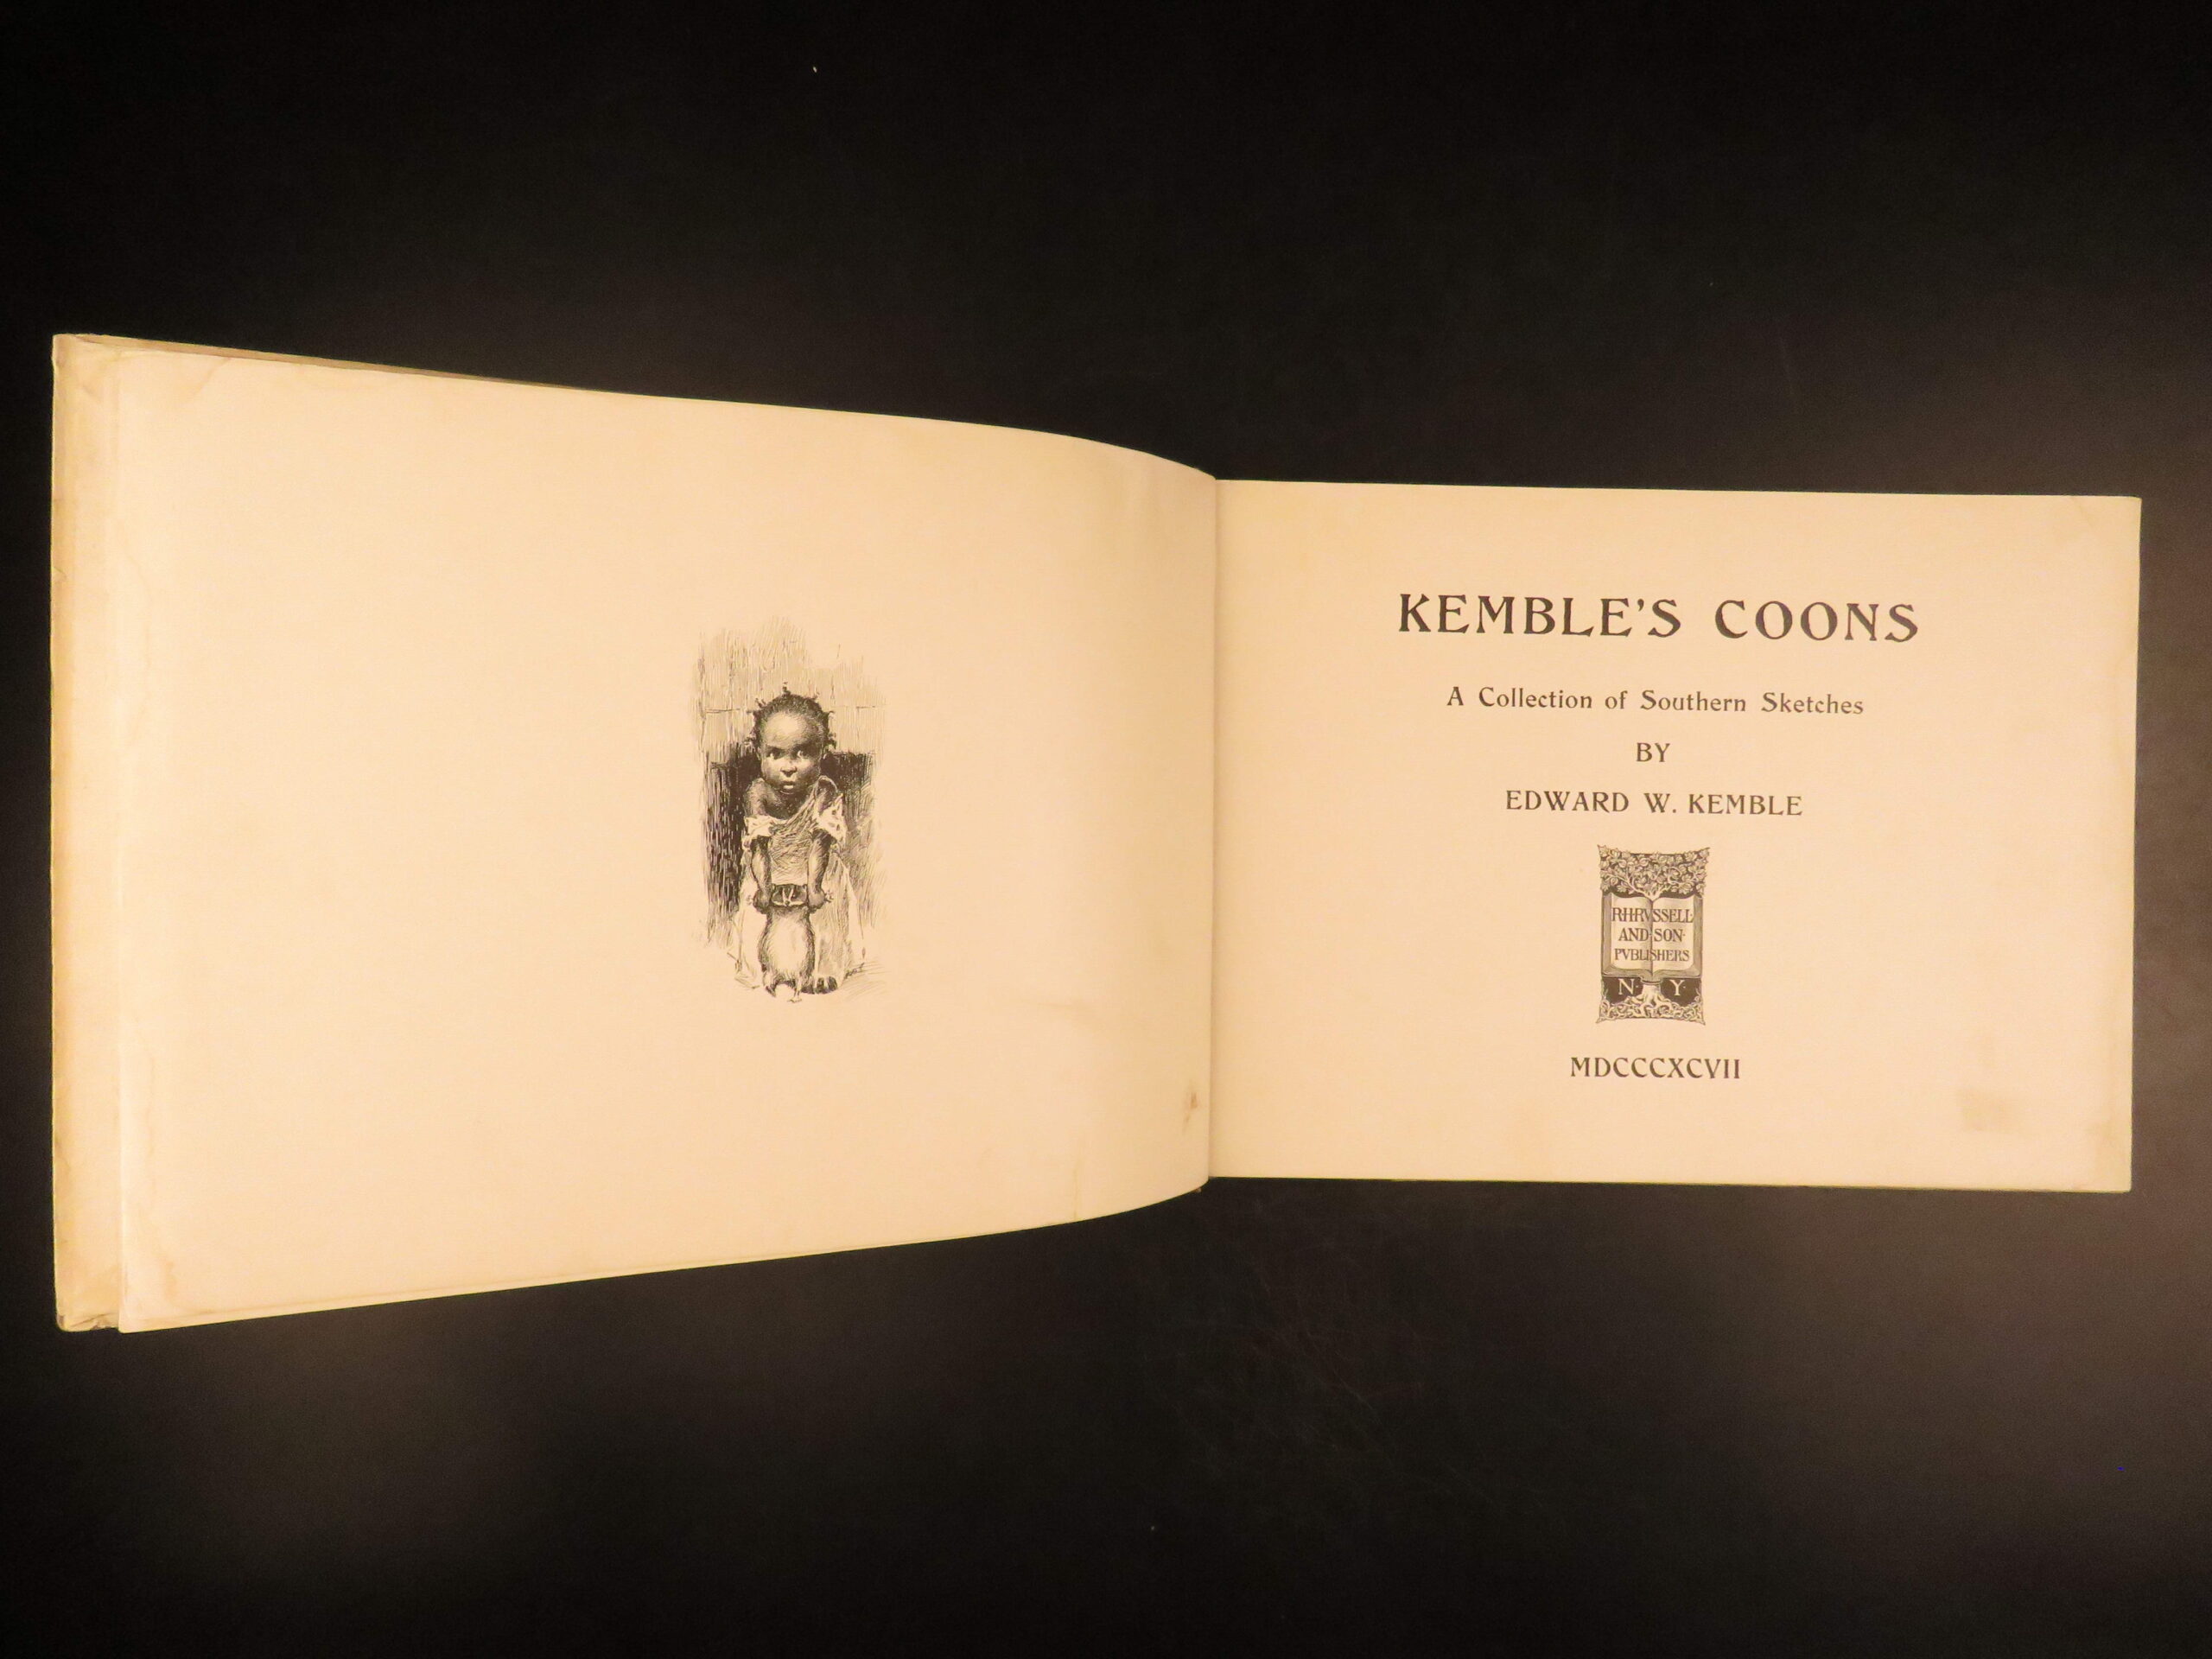 KEMBLE'S COONS
A Collection of Southern Sketches
BY
EDWARD W. KEMBLE
R·H·RVSSELL
AND·SON·
PVBLISHERS
N·Y·
MDCCCXCVII